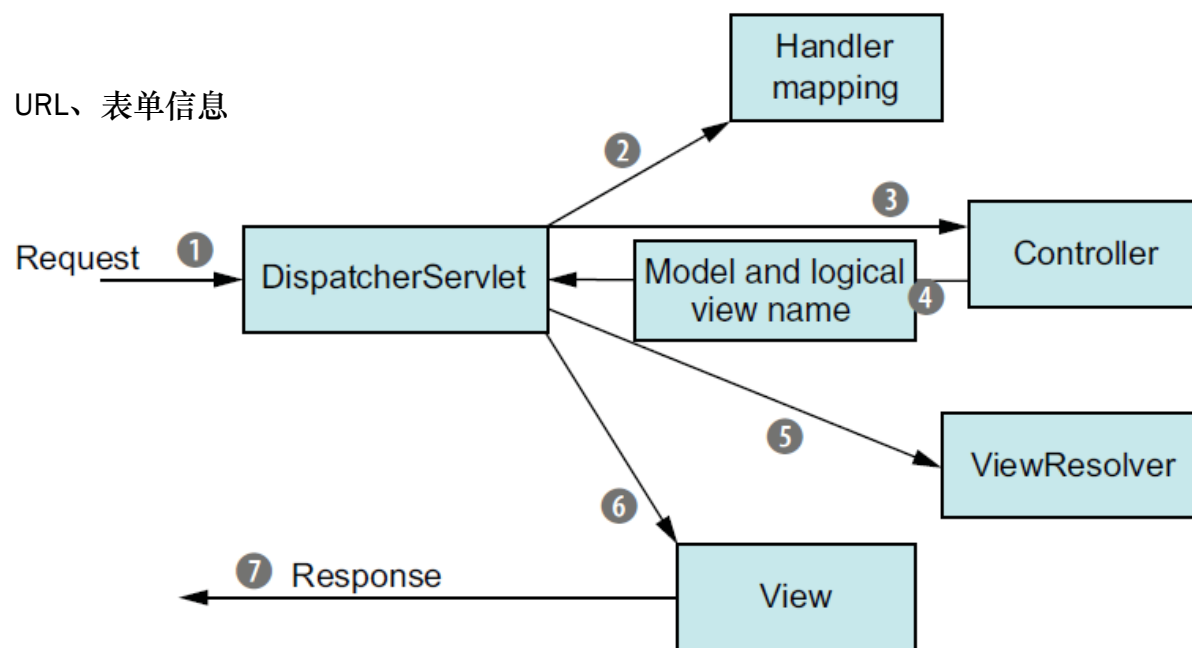 Handler
mapping
URL、表单信息
2
3
Request
1
DispatcherServlet
Model and logical
view name
4
Controller
5
ViewResolver
6
7
Response
View